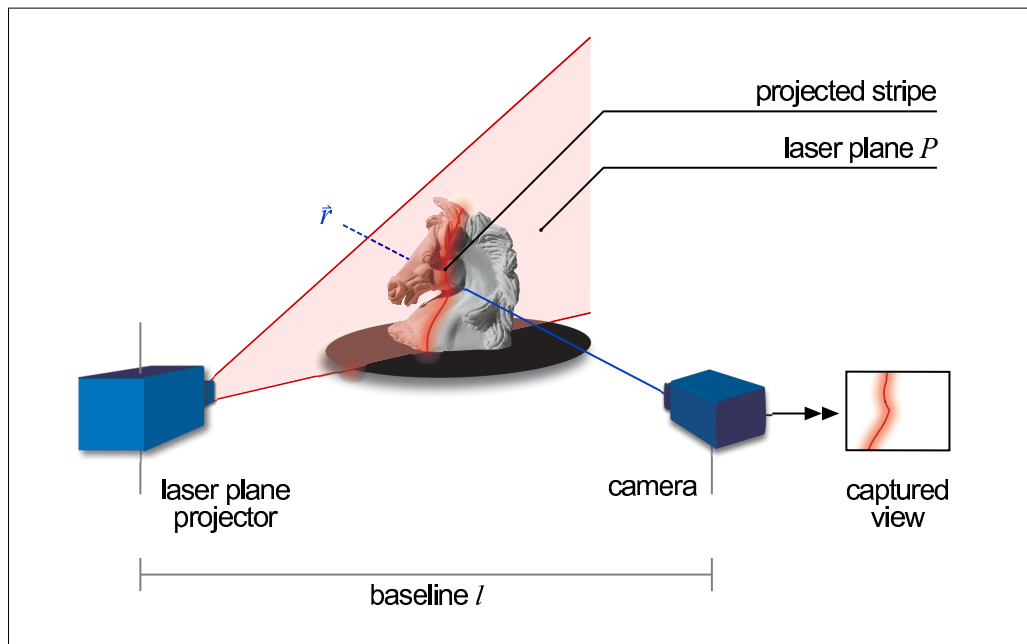 projected stripe
laser plane P
r⃗
laser plane
projector
camera
captured
view
baseline l